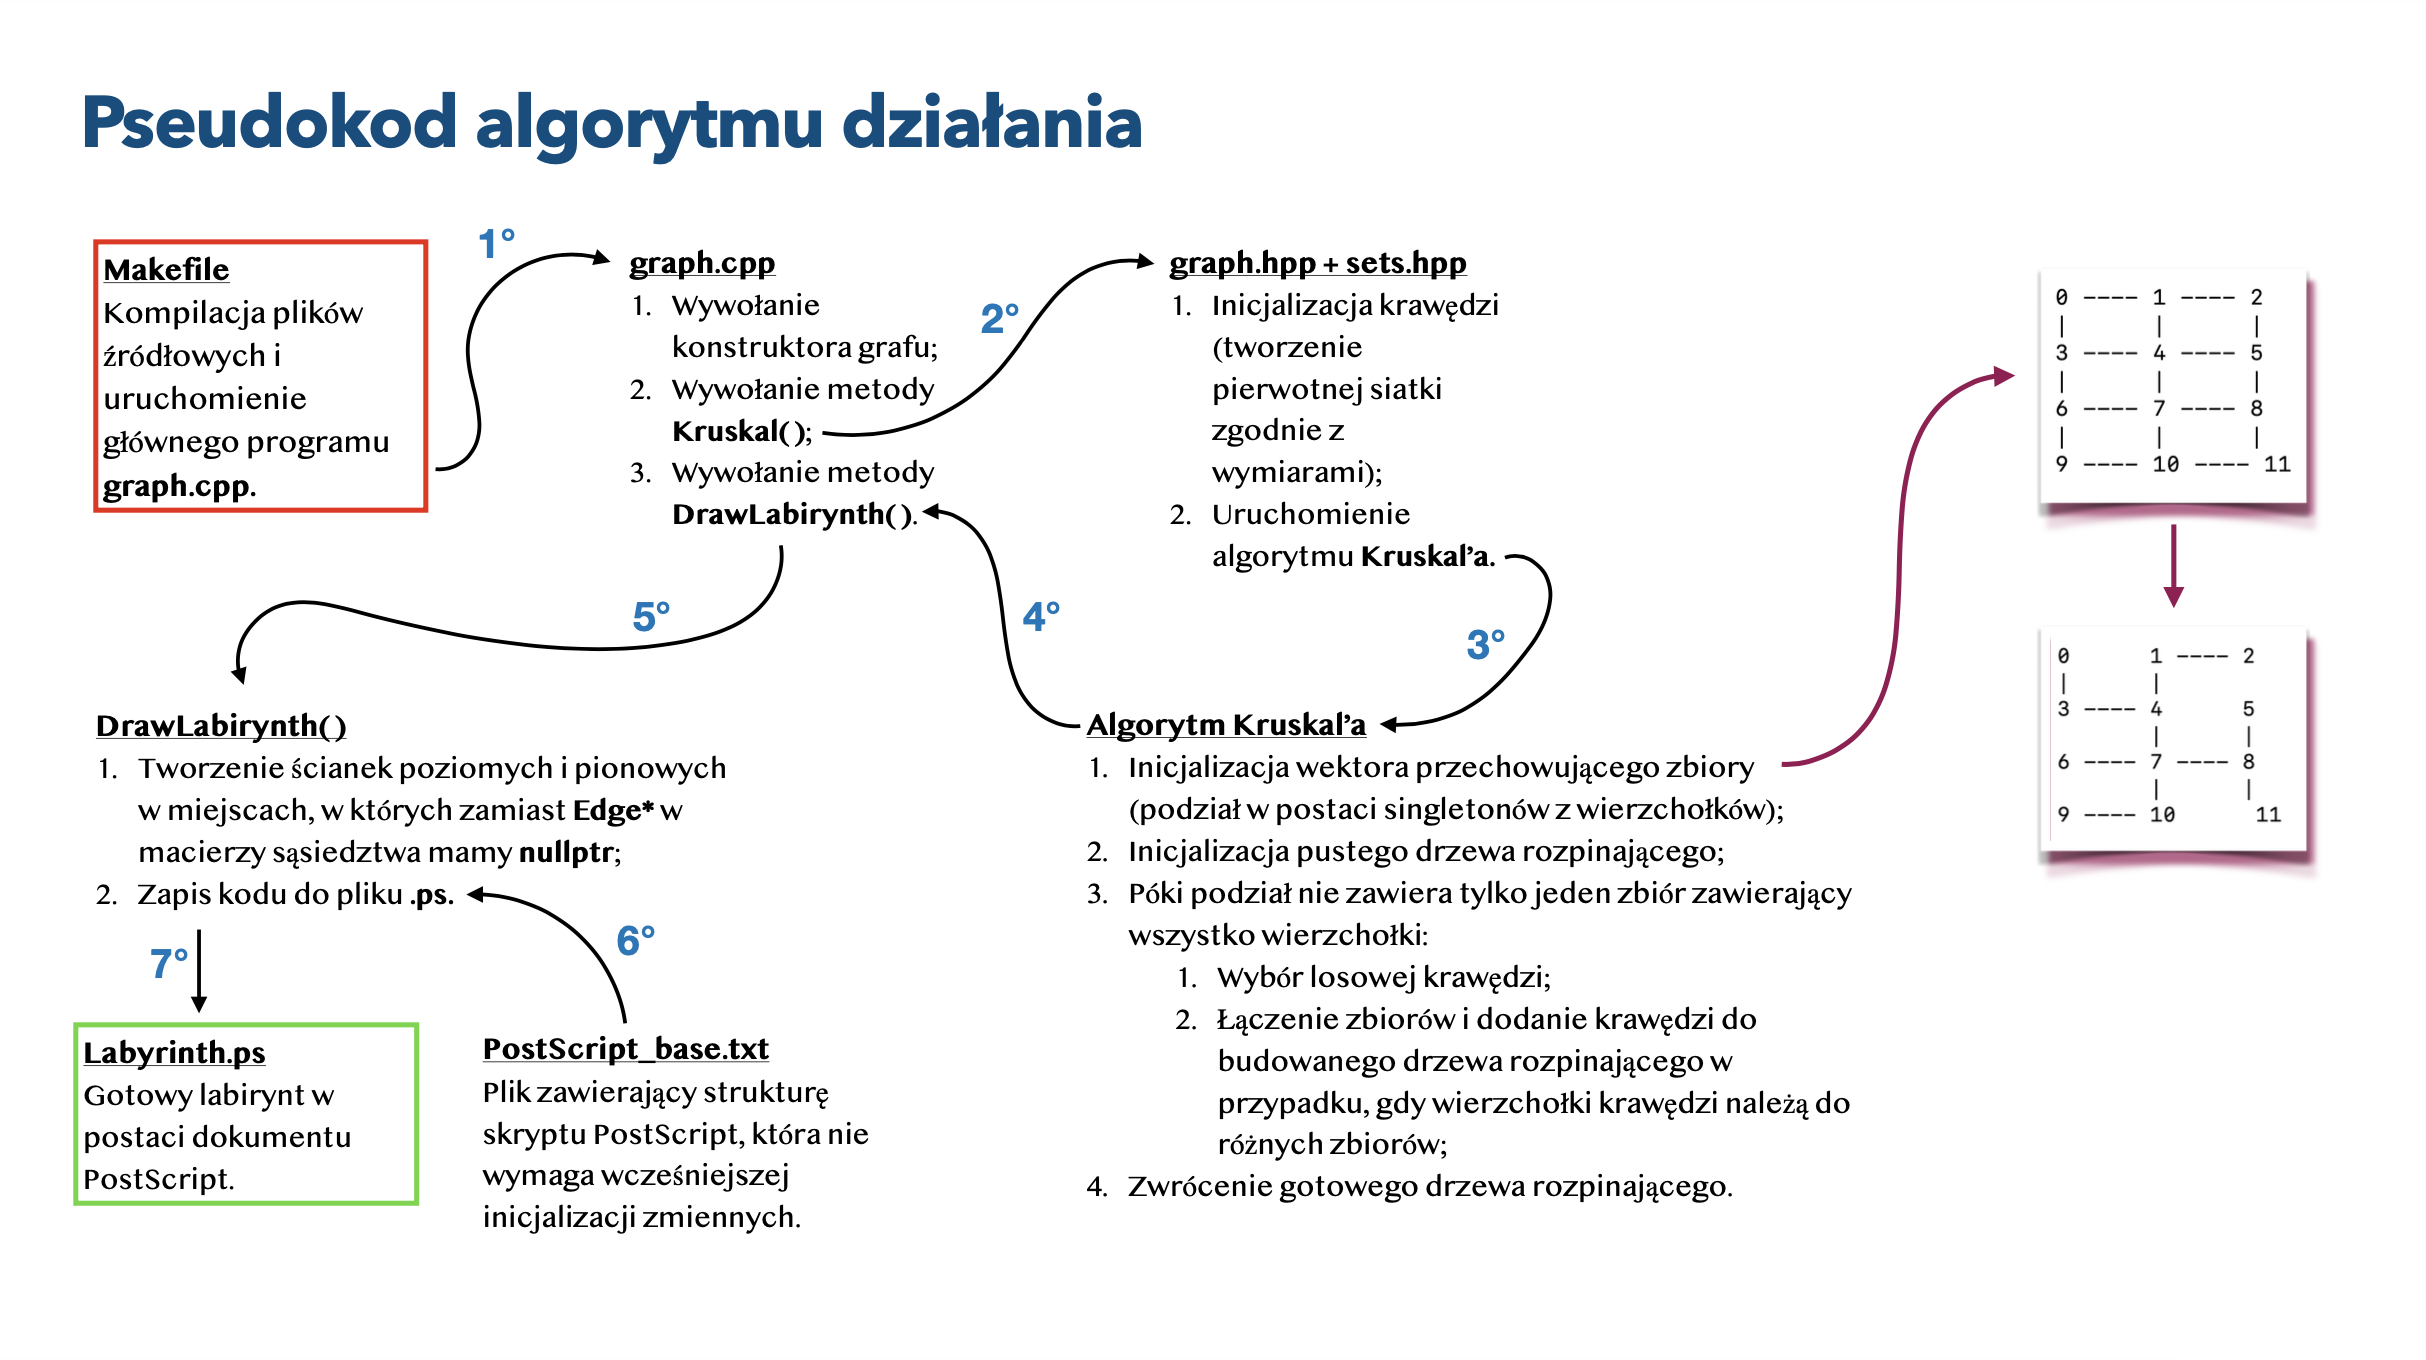 Pseudokod algorytmu działania
1°
Makefile
Kompilacja plików
źródłowych i
uruchomienie
głównego programu
graph.cpp.
graph.cpp
1. Wywołanie
konstruktora grafu;
2. Wywołanie metody
Kruskal();
3. Wywołanie metody
DrawLabirynth().
2°
graph.hpp + sets.hpp
1. Inicjalizacja krawędzi
(tworzenie
pierwotnej siatki
zgodnie z
wymiarami);
2. Uruchomienie
algorytmu Kruskal’a.
3°
4°
5°
Algorytm Kruskal’a
1. Inicjalizacja wektora przechowującego zbiory
(podział w postaci singletonów z wierzchołków);
2. Inicjalizacja pustego drzewa rozpinającego;
3. Póki podział nie zawiera tylko jeden zbiór zawierający
wszystko wierzchołki:
1. Wybór losowej krawędzi;
2. Łączenie zbiorów i dodanie krawędzi do
budowanego drzewa rozpinającego w
przypadku, gdy wierzchołki krawędzi należą do
różnych zbiorów;
4. Zwrócenie gotowego drzewa rozpinającego.
DrawLabirynth()
1. Tworzenie ścianek poziomych i pionowych
w miejscach, w których zamiast Edge* w
macierzy sąsiedztwa mamy nullptr;
2. Zapis kodu do pliku .ps.
6°
7°
PostScript_base.txt
Plik zawierający strukturę
skryptu PostScript, która nie
wymaga wcześniejszej
inicjalizacji zmiennych.
Labyrinth.ps
Gotowy labirynt w
postaci dokumentu
PostScript.
0 ---- 1 ---- 2
| | |
3 ---- 4 ---- 5
| | |
6 ---- 7 ---- 8
| | |
9 ---- 10 ---- 11
0 1 ---- 2
| |
3 ---- 4 5
| |
6 ---- 7 ---- 8
| |
9 ---- 10 11